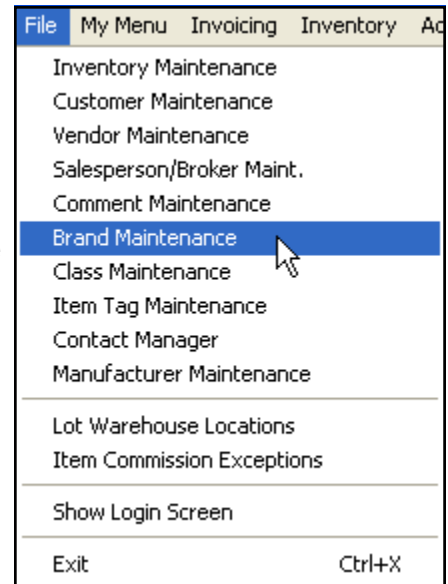 File My Menu Invoicing Inventory Ac
Inventory Maintenance
Customer Maintenance
Vendor Maintenance
Salesperson/Broker Maint.
Comment Maintenance
Brand Maintenance
Class Maintenance
Item Tag Maintenance
Contact Manager
Manufacturer Maintenance
Lot Warehouse Locations
Item Commission Exceptions
Show Login Screen
Exit Ctrl+X